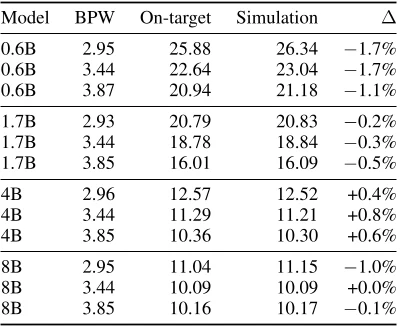 Model BPW On-target Simulation Δ
0.6B 2.95 25.88 26.34 −1.7%
0.6B 3.44 22.64 23.04 −1.7%
0.6B 3.87 20.94 21.18 −1.1%
1.7B 2.93 20.79 20.83 −0.2%
1.7B 3.44 18.78 18.84 −0.3%
1.7B 3.85 16.01 16.09 −0.5%
4B 2.96 12.57 12.52 +0.4%
4B 3.44 11.29 11.21 +0.8%
4B 3.85 10.36 10.30 +0.6%
8B 2.95 11.04 11.15 −1.0%
8B 3.44 10.09 10.09 +0.0%
8B 3.85 10.16 10.17 −0.1%